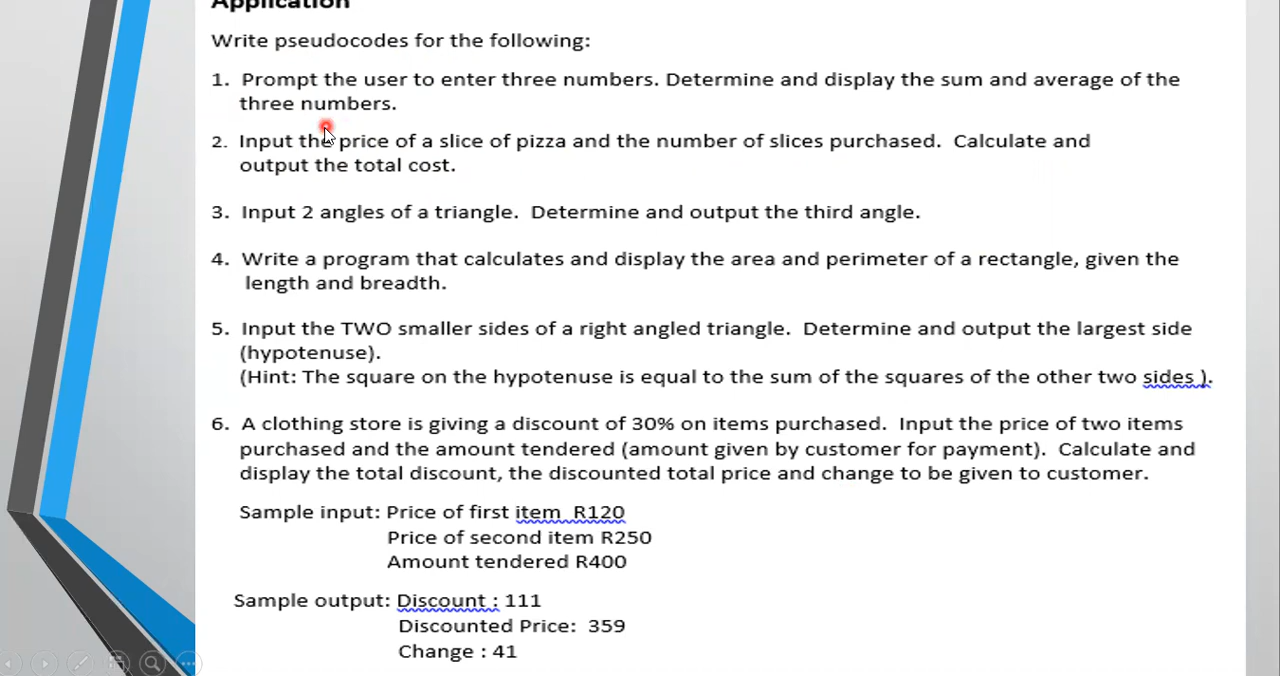 Application
Write pseudocodes for the following:
1. Prompt the user to enter three numbers. Determine and display the sum and average of the
three numbers.
2. Input the price of a slice of pizza and the number of slices purchased. Calculate and
output the total cost.
3. Input 2 angles of a triangle. Determine and output the third angle.
4. Write a program that calculates and display the area and perimeter of a rectangle, given the
length and breadth.
5. Input the TWO smaller sides of a right angled triangle. Determine and output the largest side
(hypotenuse).
(Hint: The square on the hypotenuse is equal to the sum of the squares of the other two sides ).
6. A clothing store is giving a discount of 30% on items purchased. Input the price of two items
purchased and the amount tendered (amount given by customer for payment). Calculate and
display the total discount, the discounted total price and change to be given to customer.
Sample input: Price of first item R120
Price of second item R250
Amount tendered R400
Sample output: Discount : 111
Discounted Price: 359
Change : 41